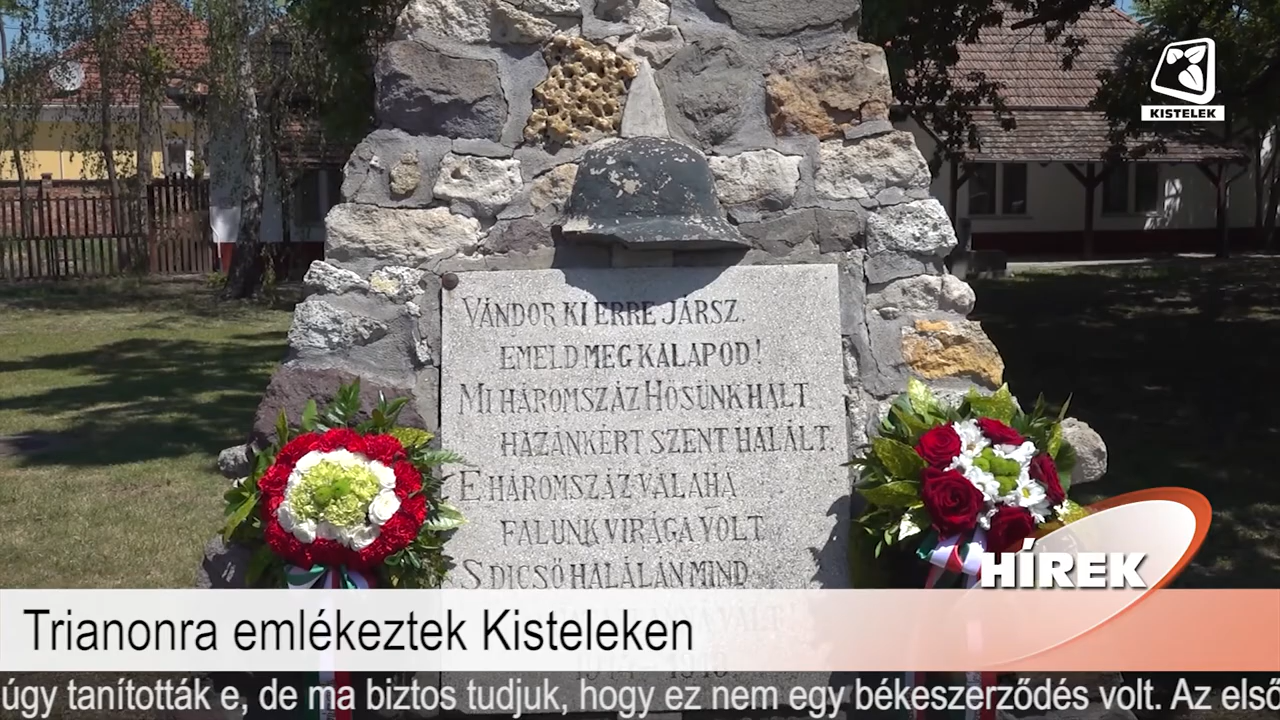 KISTELEK
VÁNDOR KI ERRE JÁRSZ.
EMELD MEG KALAPOD!
MI HÁROMSZÁZ HŐSÜNK HALT
HAZÁNKÉRT SZENT HALÁLT.
E HÁROMSZÁZ VALAHA
FALUNK VIRÁGA VOLT
S DICSŐ HALÁLÁN MIND
HÍREK
Trianonra emlékeztek Kisteleken
úgy tanították e, de ma biztos tudjuk, hogy ez nem egy békeszerződés volt. Az első